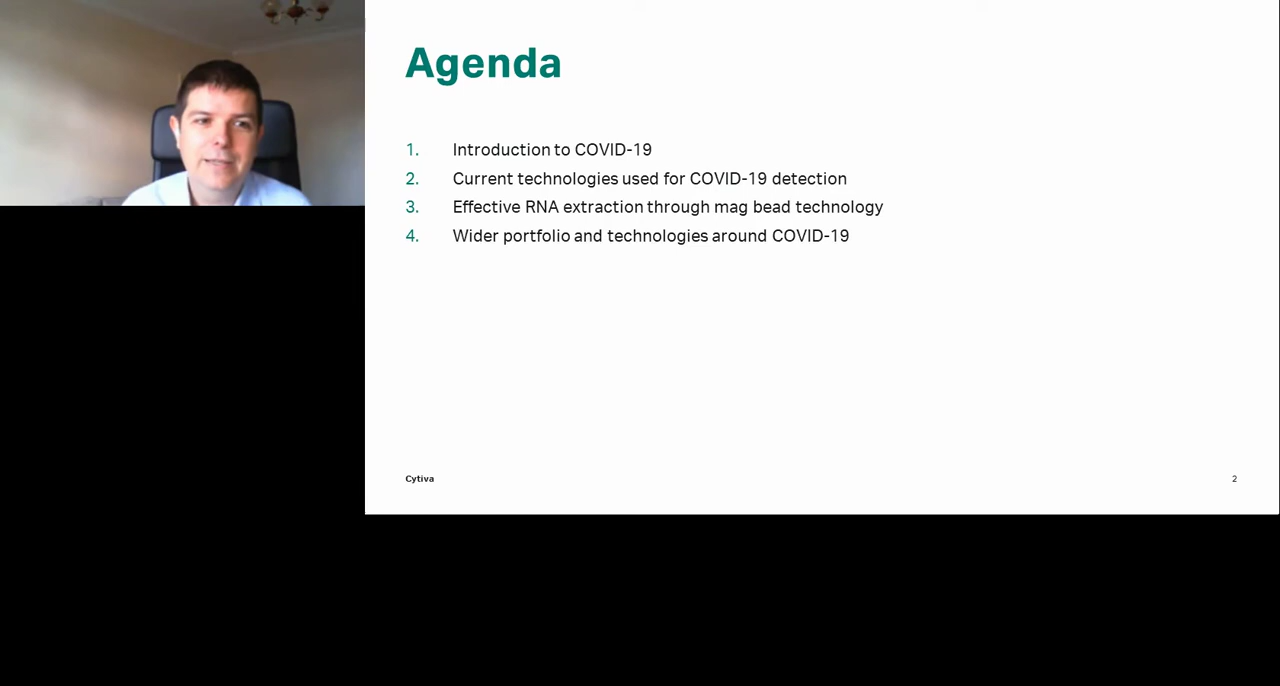 Agenda
1. Introduction to COVID-19
2. Current technologies used for COVID-19 detection
3. Effective RNA extraction through mag bead technology
4. Wider portfolio and technologies around COVID-19
Cytiva
2